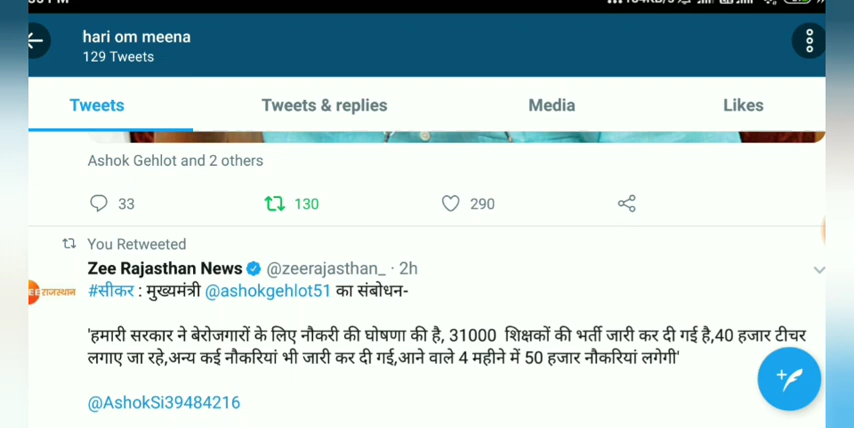 hari om meena
129 Tweets
Tweets Tweets & replies Media Likes
Ashok Gehlot and 2 others
33 130 290
You Retweeted
Zee Rajasthan News @zeerajasthan_ · 2h
#सीकर : मुख्यमंत्री @ashokgehlot51 का संबोधन-
राजस्थान
'हमारी सरकार ने बेरोजगारों के लिए नौकरी की घोषणा की है, 31000 शिक्षकों की भर्ती जारी कर दी गई है,40 हजार टीचर
लगाए जा रहे,अन्य कई नौकरियां भी जारी कर दी गई,आने वाले 4 महीने में 50 हजार नौकरियां लगेगी'
@AshokSi39484216